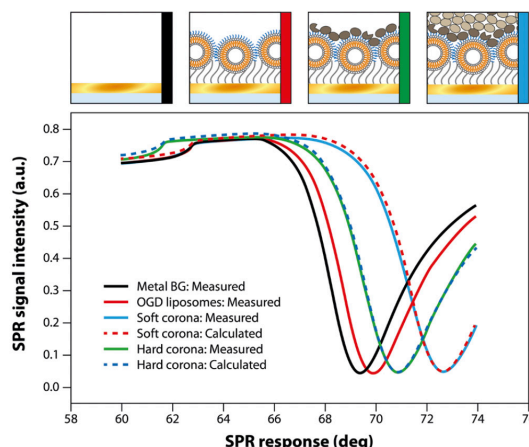 SPR signal intensity (a.u.)
0.8
0.7
0.6
0.5
0.4
0.3
0.2
0.1
0.0
Metal BG: Measured
OGD liposomes: Measured
Soft corona: Measured
Soft corona: Calculated
Hard corona: Measured
Hard corona: Calculated
58 60 62 64 66 68 70 72 74
SPR response (deg)